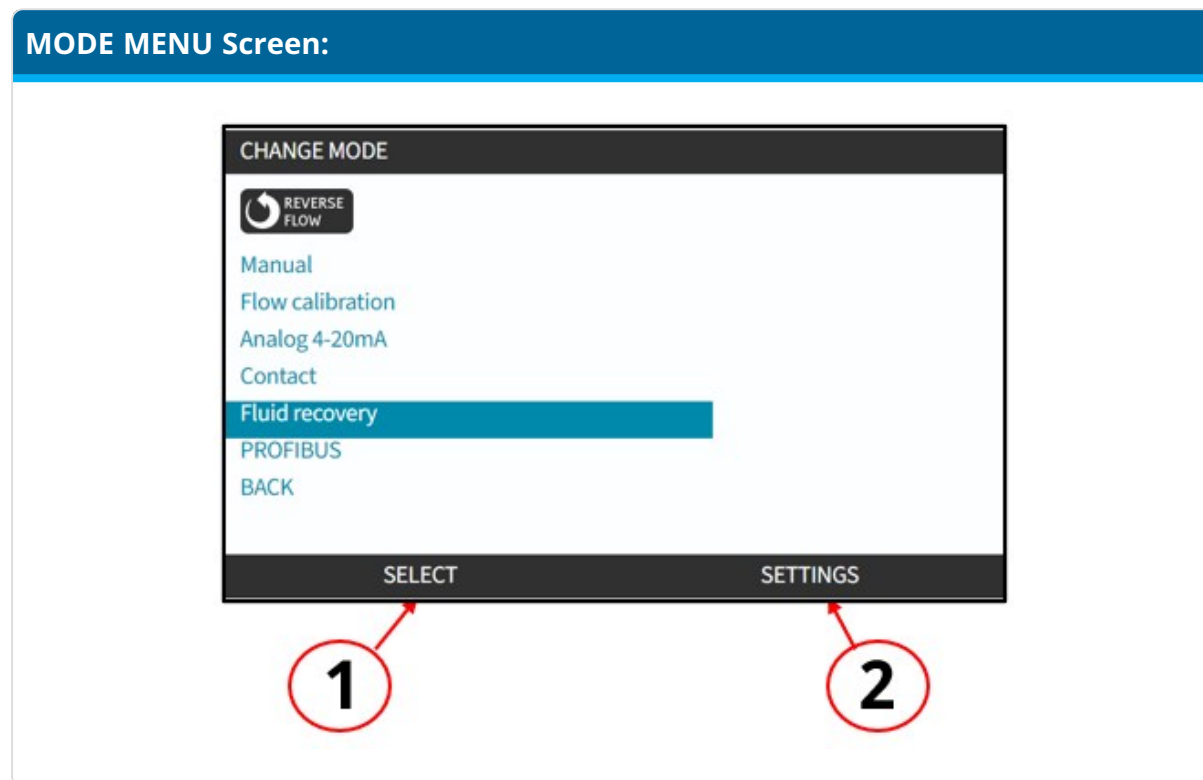 MODE MENU Screen:
CHANGE MODE
REVERSE
FLOW
Manual
Flow calibration
Analog 4-20mA
Contact
Fluid recovery
PROFIBUS
BACK
SELECT SETTINGS
1 2